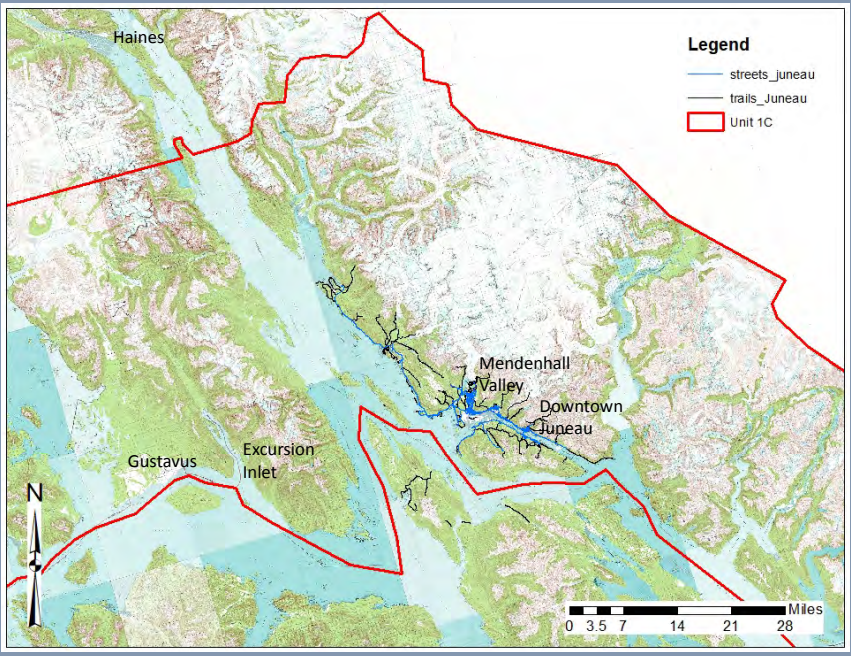 Haines
Legend
streets_juneau
trails_Juneau
Unit 1C
Mendenhall
Valley
Downtown
Juneau
Gustavus
Excursion
Inlet
N
Miles
0 3.5 7 14 21 28